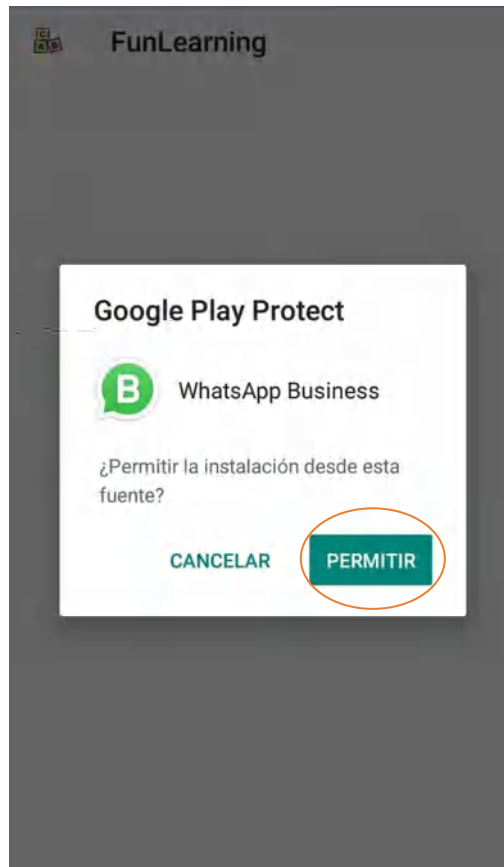 FunLearning
Google Play Protect
B
WhatsApp Business
¿Permitir la instalación desde esta
fuente?
CANCELAR PERMITIR